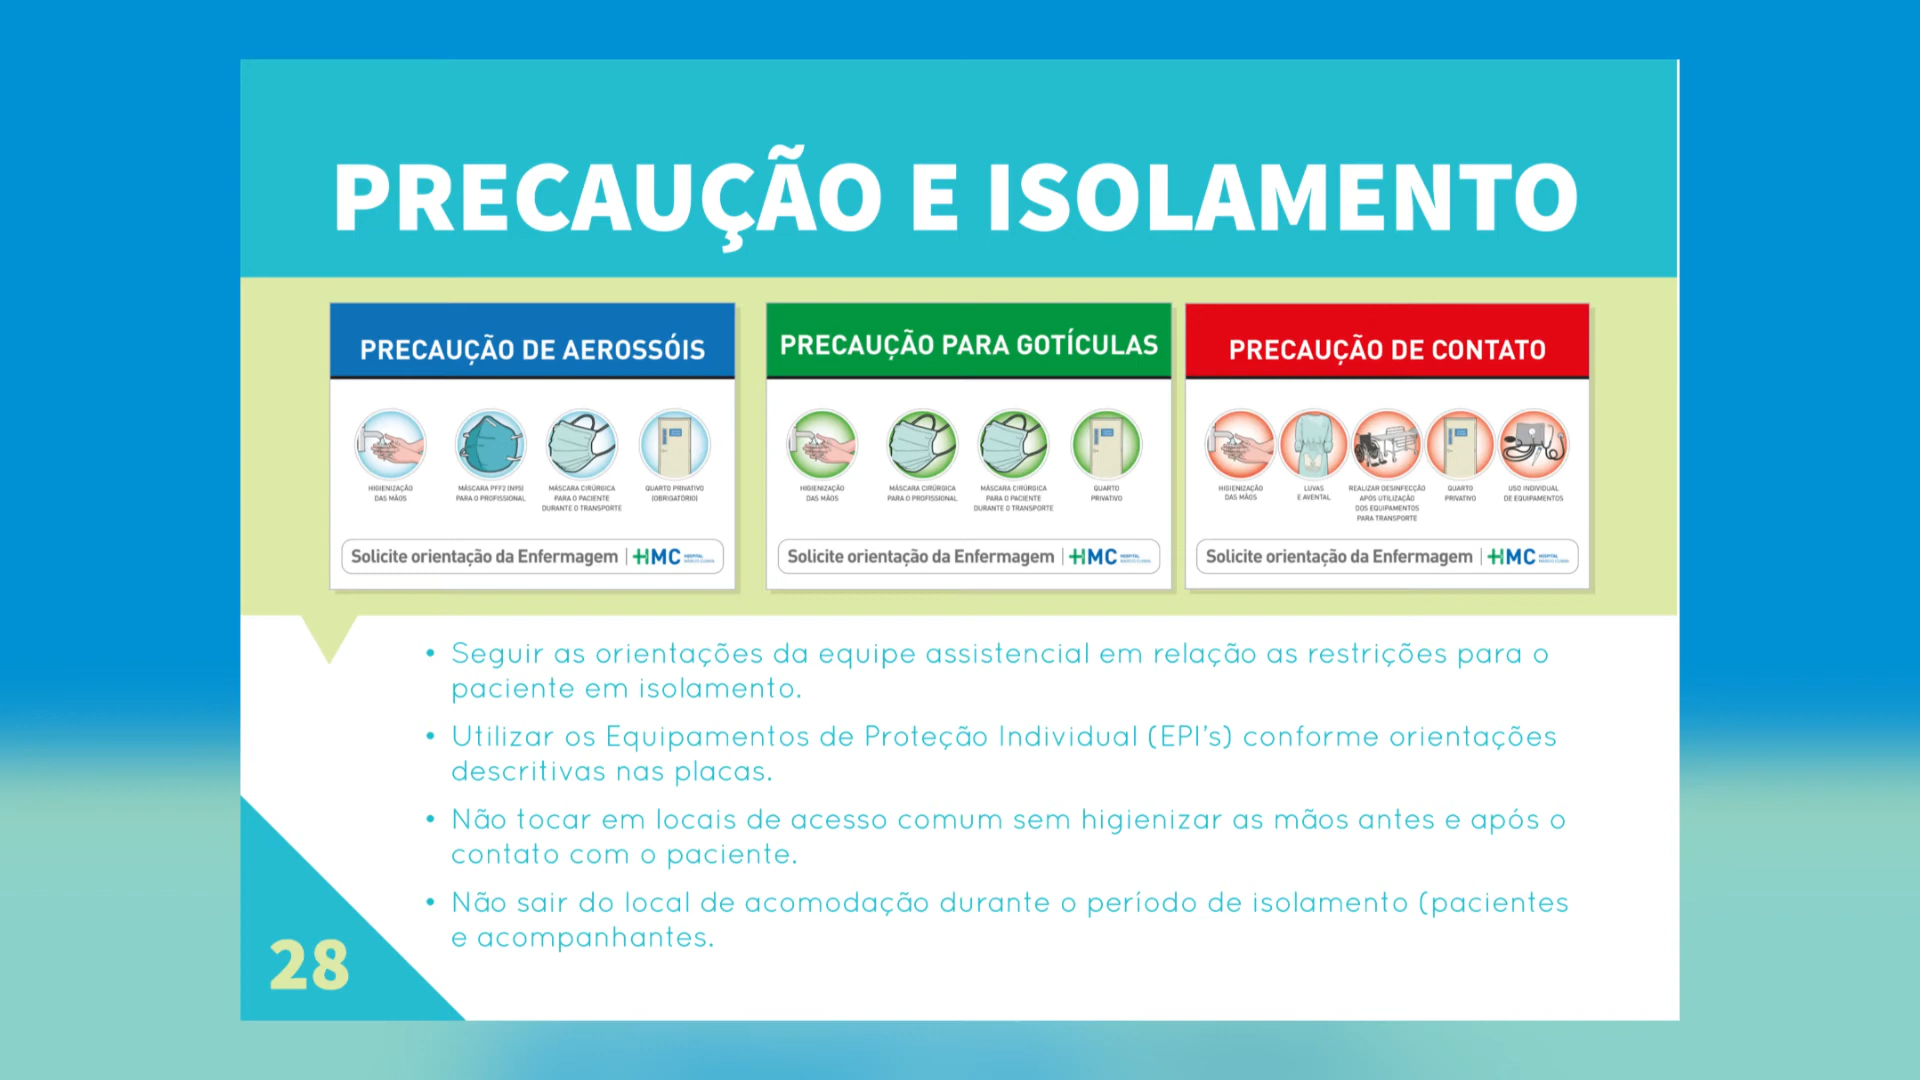 PRECAUÇÃO E ISOLAMENTO
PRECAUÇÃO DE AEROSSÓIS
HIGIENIZAÇÃO
DAS MÃOS
MÁSCARA PFF2 (N95)
PARA O PROFISSIONAL
MÁSCARA CIRÚRGICA
PARA O PACIENTE
DURANTE O TRANSPORTE
QUARTO PRIVATIVO
(OBRIGATÓRIO)
Solicite orientação da Enfermagem | HMC
PRECAUÇÃO PARA GOTÍCULAS
HIGIENIZAÇÃO
DAS MÃOS
MÁSCARA CIRÚRGICA
PARA O PROFISSIONAL
MÁSCARA CIRÚRGICA
PARA O PACIENTE
DURANTE O TRANSPORTE
QUARTO
PRIVATIVO
Solicite orientação da Enfermagem | HMC
PRECAUÇÃO DE CONTATO
HIGIENIZAÇÃO
DAS MÃOS
LUVAS
E AVENTAL
REALIZAR DESINFECÇÃO
APÓS UTILIZAÇÃO
DOS EQUIPAMENTOS
PARA TRANSPORTE
QUARTO
PRIVATIVO
USO INDIVIDUAL
DE EQUIPAMENTOS
Solicite orientação da Enfermagem | HMC
• Seguir as orientações da equipe assistencial em relação as restrições para o
paciente em isolamento.
• Utilizar os Equipamentos de Proteção Individual (EPI's) conforme orientações
descritivas nas placas.
• Não tocar em locais de acesso comum sem higienizar as mãos antes e após o
contato com o paciente.
• Não sair do local de acomodação durante o período de isolamento (pacientes
e acompanhantes.
28